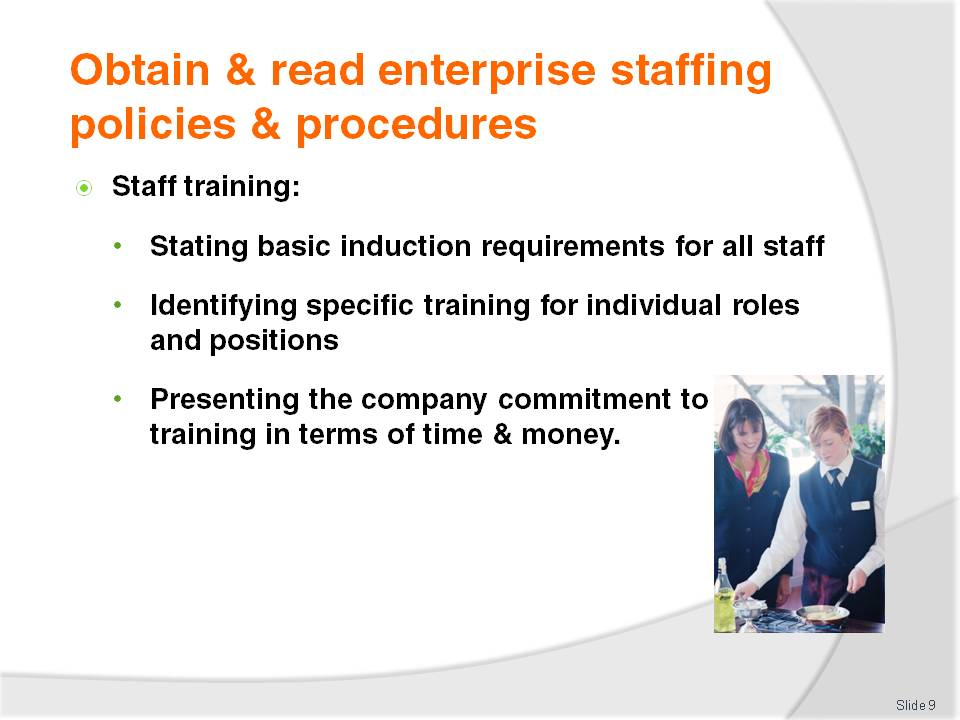 Obtain & read enterprise staffing
policies & procedures
Staff training:
Stating basic induction requirements for all staff
Identifying specific training for individual roles
and positions
Presenting the company commitment to
training in terms of time & money.
Slide 9